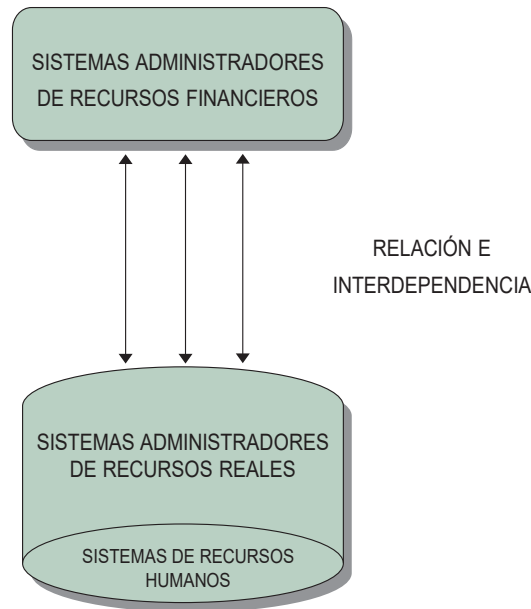 SISTEMAS ADMINISTRADORES
DE RECURSOS FINANCIEROS
RELACIÓN E
INTERDEPENDENCIA
SISTEMAS ADMINISTRADORES
DE RECURSOS REALES
SISTEMAS DE RECURSOS
HUMANOS